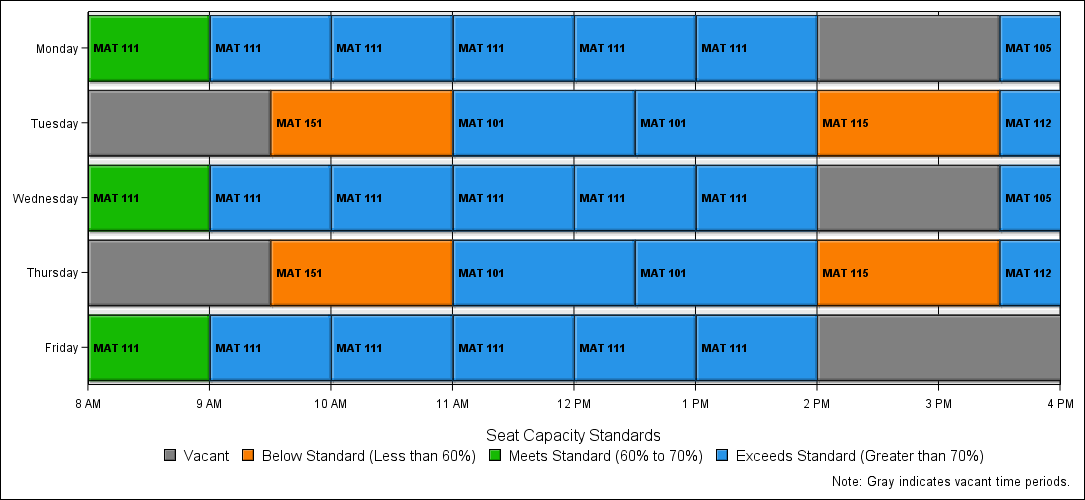 Monday MAT 111 MAT 111 MAT 111 MAT 111 MAT 111 MAT 111 MAT 105
Tuesday MAT 151 MAT 101 MAT 101 MAT 115 MAT 112
Wednesday MAT 111 MAT 111 MAT 111 MAT 111 MAT 111 MAT 111 MAT 105
Thursday MAT 151 MAT 101 MAT 101 MAT 115 MAT 112
Friday MAT 111 MAT 111 MAT 111 MAT 111 MAT 111 MAT 111
8 AM 9 AM 10 AM 11 AM 12 PM 1 PM 2 PM 3 PM 4 PM
Seat Capacity Standards
Vacant Below Standard (Less than 60%) Meets Standard (60% to 70%) Exceeds Standard (Greater than 70%)
Note: Gray indicates vacant time periods.